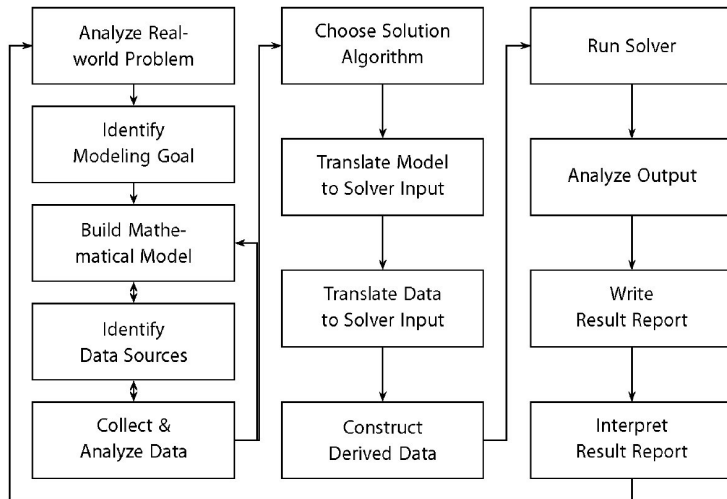 Analyze Real-
world Problem
Identify
Modeling Goal
Build Mathe-
matical Model
Identify
Data Sources
Collect &
Analyze Data
Choose Solution
Algorithm
Translate Model
to Solver Input
Translate Data
to Solver Input
Construct
Derived Data
Run Solver
Analyze Output
Write
Result Report
Interpret
Result Report